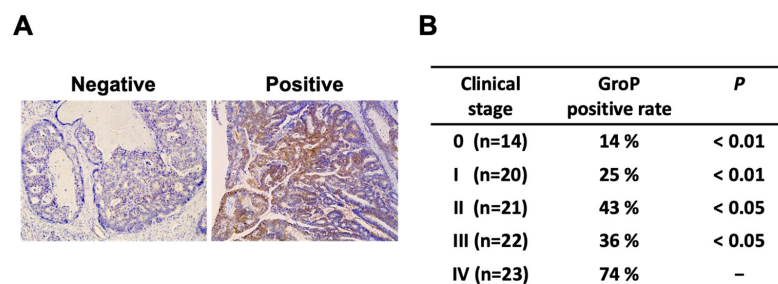 A
Negative Positive
B
Clinical stage GroP positive rate P
0 (n=14) 14 % < 0.01
I (n=20) 25 % < 0.01
II (n=21) 43 % < 0.05
III (n=22) 36 % < 0.05
IV (n=23) 74 % –